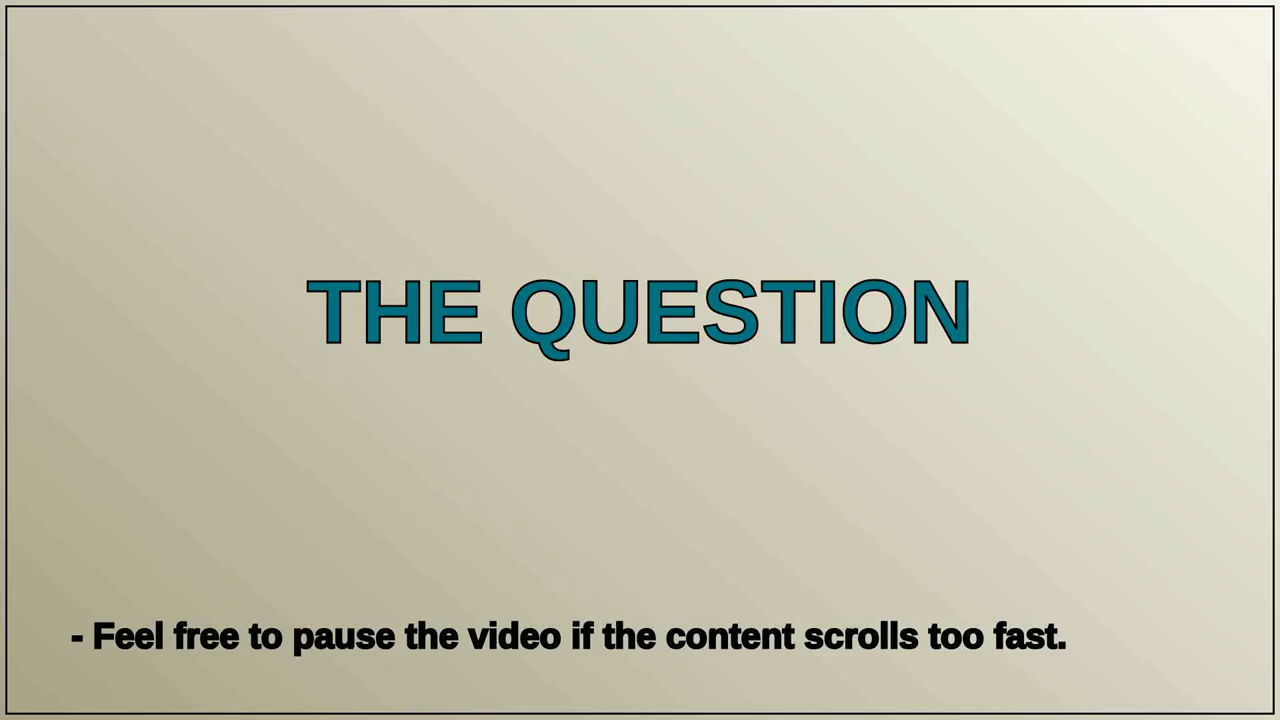 THE QUESTION
- Feel free to pause the video if the content scrolls too fast.